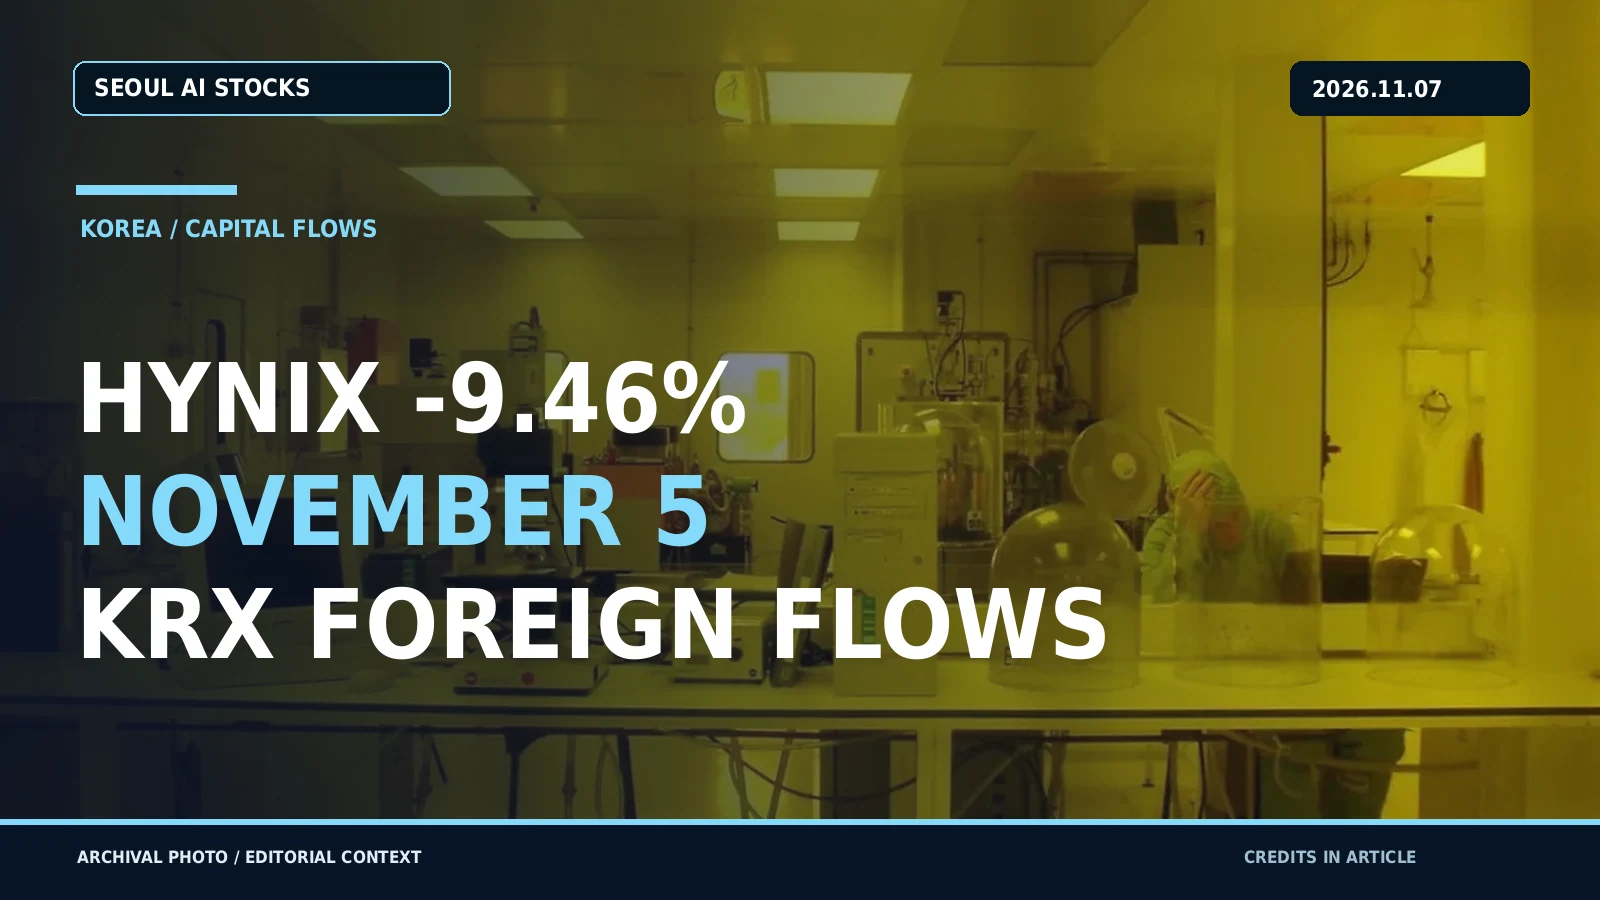 SEOUL AI STOCKS
2026.11.07
KOREA / CAPITAL FLOWS
HYNIX -9.46%
NOVEMBER 5
KRX FOREIGN FLOWS
ARCHIVAL PHOTO / EDITORIAL CONTEXT
CREDITS IN ARTICLE